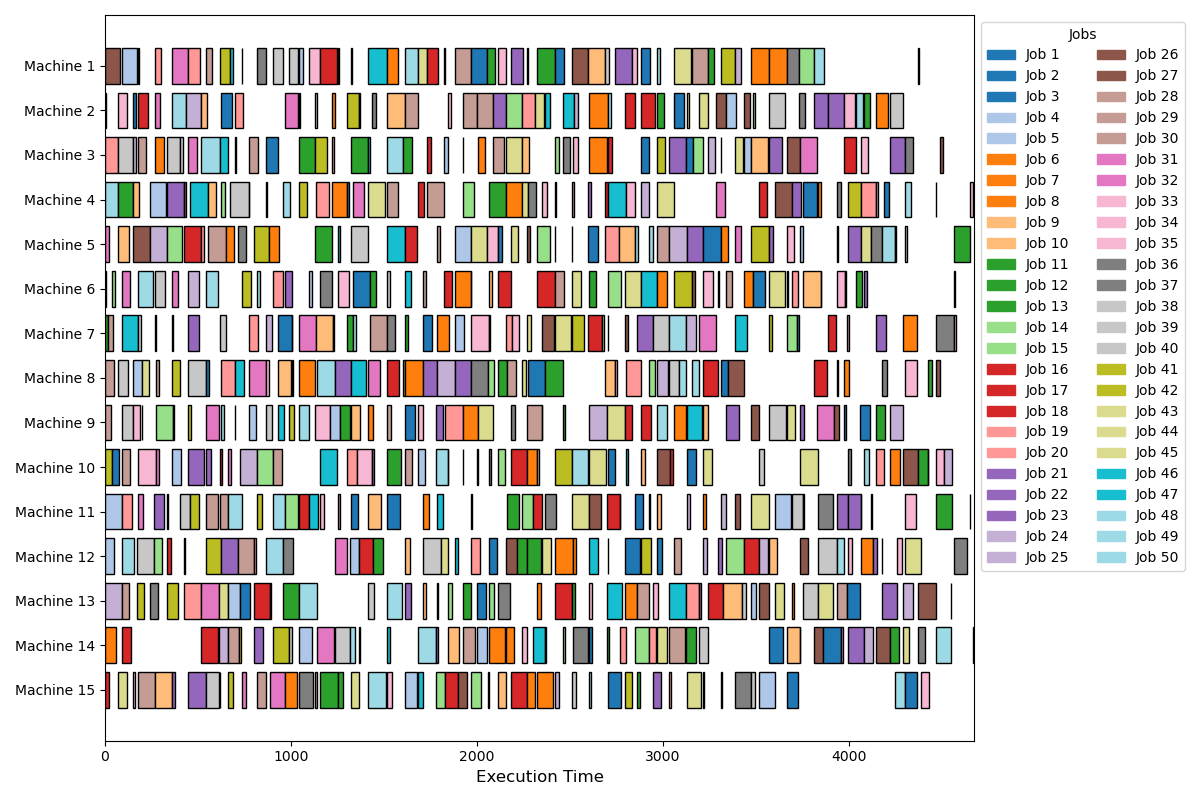 Machine 1
Machine 2
Machine 3
Machine 4
Machine 5
Machine 6
Machine 7
Machine 8
Machine 9
Machine 10
Machine 11
Machine 12
Machine 13
Machine 14
Machine 15
0 1000 2000 3000 4000
Execution Time
Jobs
Job 1 Job 26
Job 2 Job 27
Job 3 Job 28
Job 4 Job 29
Job 5 Job 30
Job 6 Job 31
Job 7 Job 32
Job 8 Job 33
Job 9 Job 34
Job 10 Job 35
Job 11 Job 36
Job 12 Job 37
Job 13 Job 38
Job 14 Job 39
Job 15 Job 40
Job 16 Job 41
Job 17 Job 42
Job 18 Job 43
Job 19 Job 44
Job 20 Job 45
Job 21 Job 46
Job 22 Job 47
Job 23 Job 48
Job 24 Job 49
Job 25 Job 50